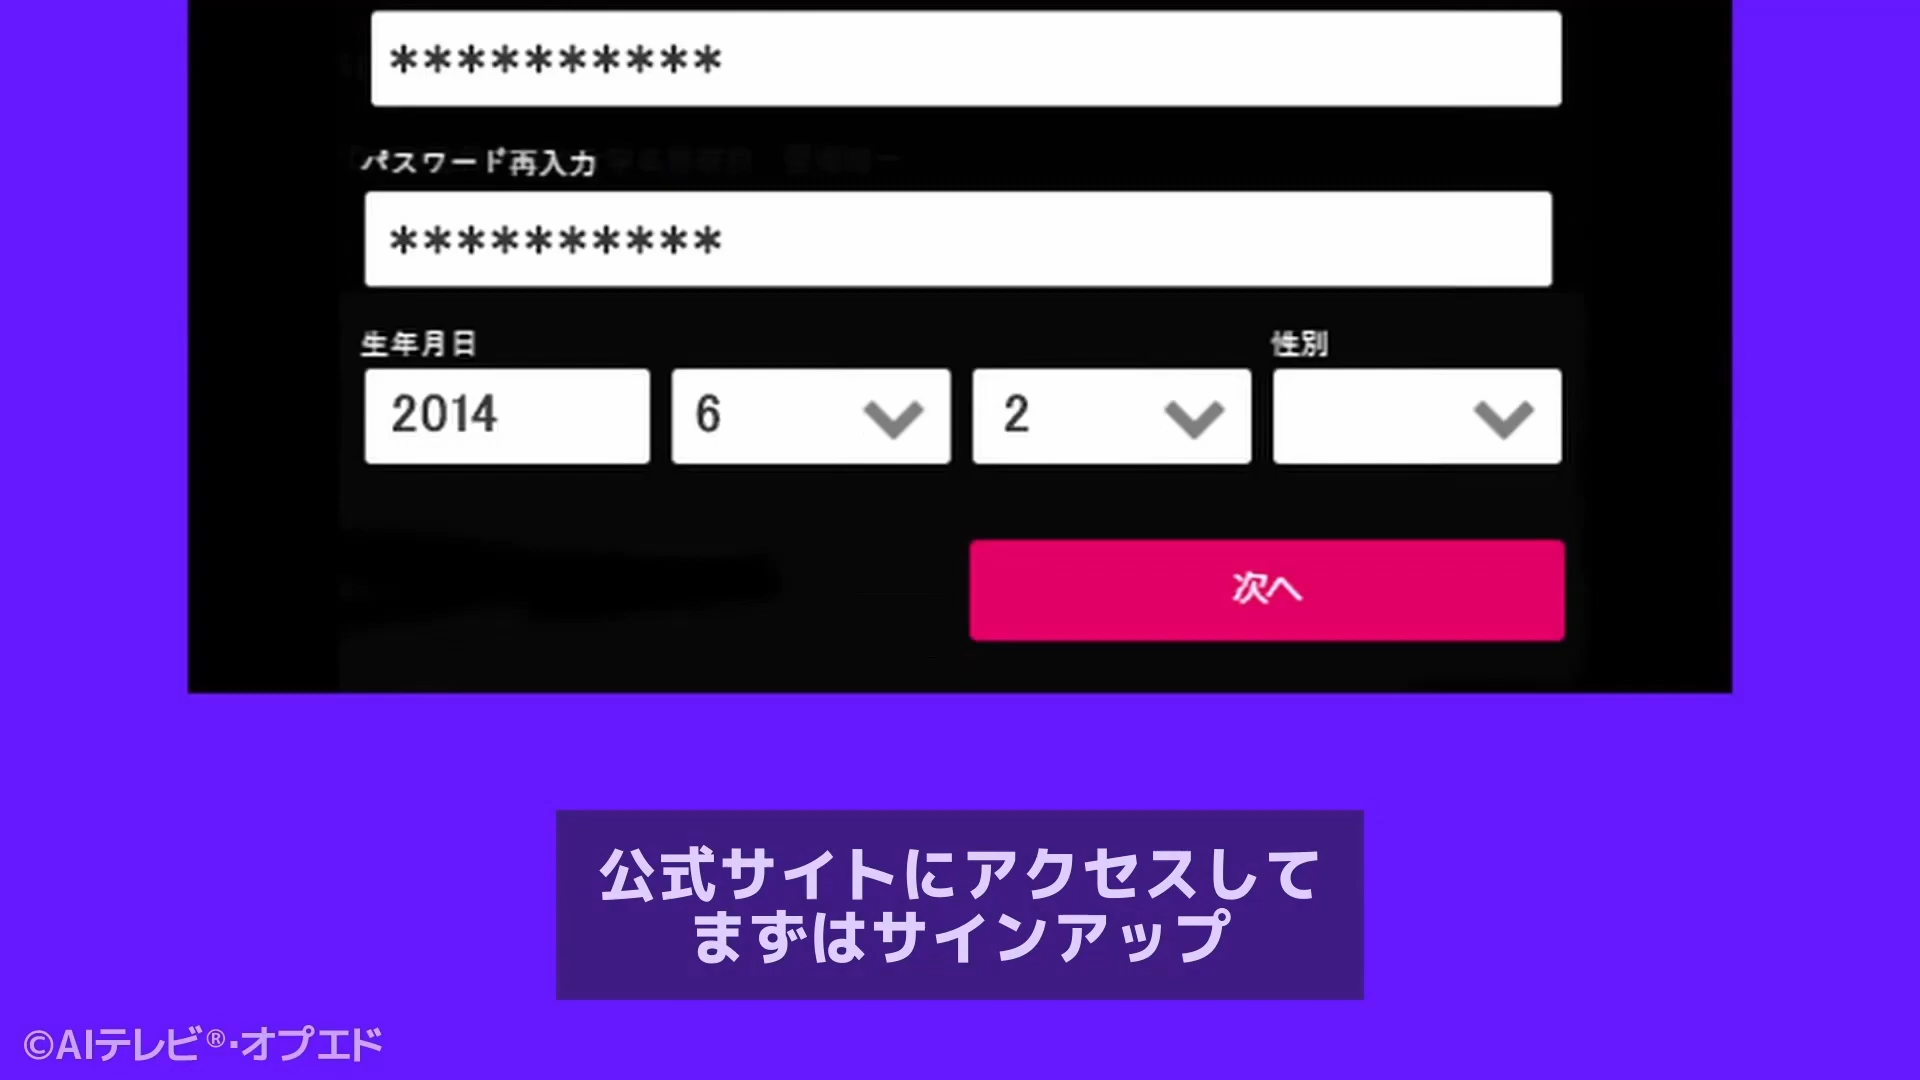 **********
パスワード再入力
**********
生年月日 性別
2014 6 2
次へ
公式サイトにアクセスして
まずはサインアップ
©AIテレビ®・オプエド